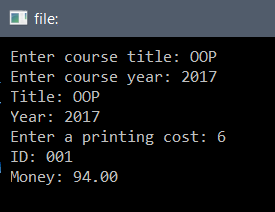 file:
Enter course title: OOP
Enter course year: 2017
Title: OOP
Year: 2017
Enter a printing cost: 6
ID: 001
Money: 94.00